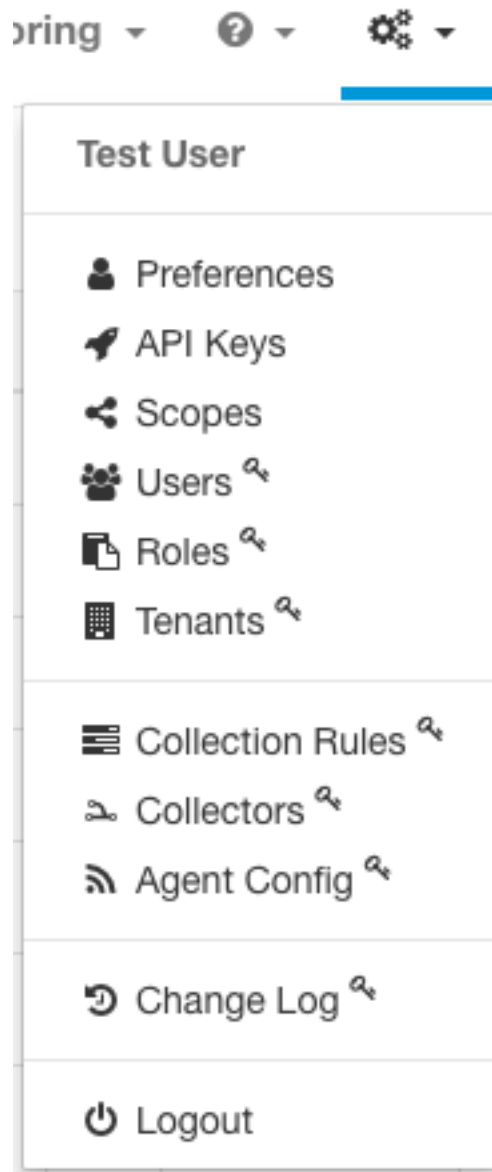 oring
Test User
Preferences
API Keys
Scopes
Users
Roles
Tenants
Collection Rules
Collectors
Agent Config
Change Log
Logout